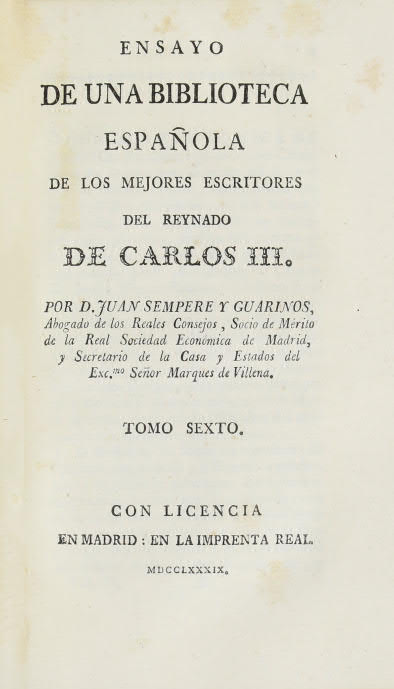 ENSAYO
DE UNA BIBLIOTECA
ESPAÑOLA
DE LOS MEJORES ESCRITORES
DEL REYNADO
DE CARLOS III.
POR D. JUAN SEMPERE Y GUARINOS,
Abogado de los Reales Consejos, Socio de Mérito
de la Real Sociedad Económica de Madrid,
y Secretario de la Casa y Estados del
Exc.mo Señor Marques de Villena.
TOMO SEXTO.
CON LICENCIA
EN MADRID: EN LA IMPRENTA REAL.
MDCCLXXXIX.